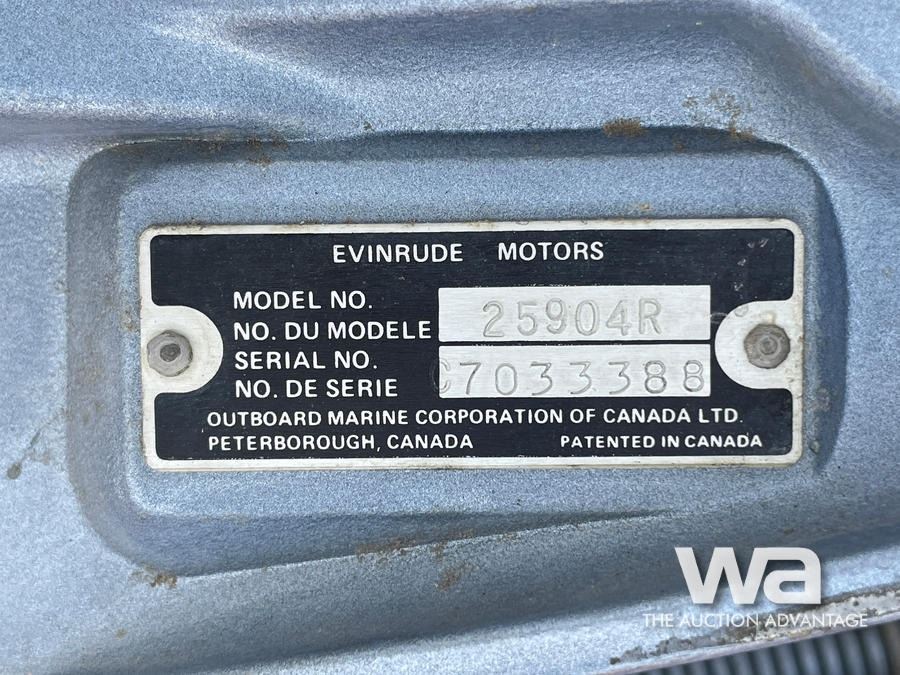 EVINRUDE MOTORS
MODEL NO.
NO. DU MODELE 25904R
SERIAL NO.
NO. DE SERIE C7033388
OUTBOARD MARINE CORPORATION OF CANADA LTD.
PETERBOROUGH, CANADA PATENTED IN CANADA
wa
THE AUCTION ADVANTAGE